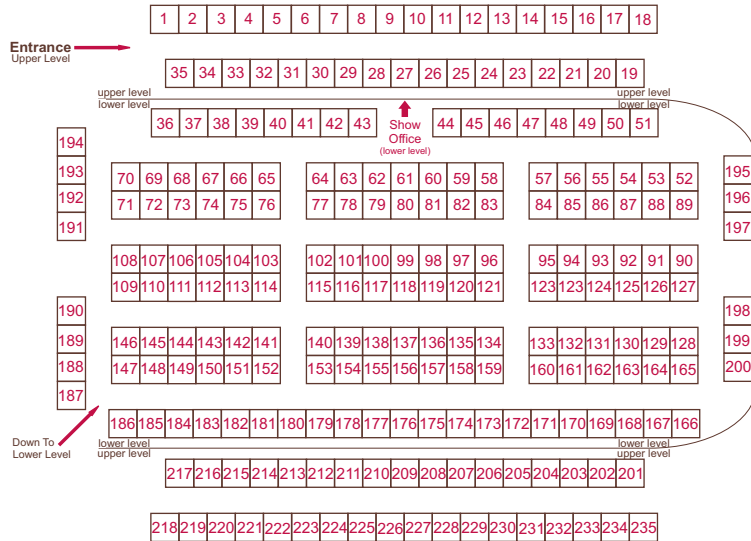 1 2 3 4 5 6 7 8 9 10 11 12 13 14 15 16 17 18
Entrance
Upper Level
35 34 33 32 31 30 29 28 27 26 25 24 23 22 21 20 19
upper level upper level
lower level lower level
36 37 38 39 40 41 42 43 44 45 46 47 48 49 50 51
Show
Office
(lower level)
194
193
192
191
70 69 68 67 66 65 64 63 62 61 60 59 58 57 56 55 54 53 52
71 72 73 74 75 76 77 78 79 80 81 82 83 84 85 86 87 88 89
195
196
197
108 107 106 105 104 103 102 101 100 99 98 97 96 95 94 93 92 91 90
109 110 111 112 113 114 115 116 117 118 119 120 121 123 123 124 125 126 127
190
189
188
187
146 145 144 143 142 141 140 139 138 137 136 135 134 133 132 131 130 129 128
147 148 149 150 151 152 153 154 155 156 157 158 159 160 161 162 163 164 165
198
199
200
186 185 184 183 182 181 180 179 178 177 176 175 174 173 172 171 170 169 168 167 166
Down To
Lower Level
lower level lower level
upper level upper level
217 216 215 214 213 212 211 210 209 208 207 206 205 204 203 202 201
218 219 220 221 222 223 224 225 226 227 228 229 230 231 232 233 234 235